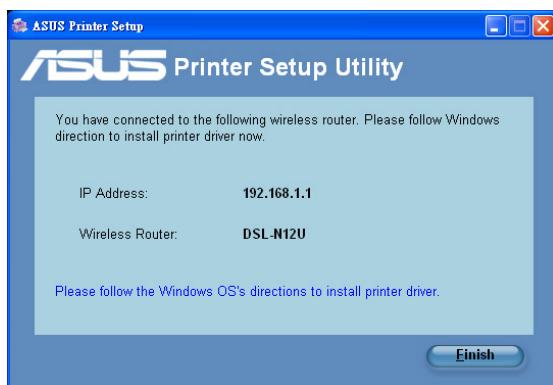 ASUS Printer Setup
ASUS Printer Setup Utility
You have connected to the following wireless router. Please follow Windows
direction to install printer driver now.
IP Address: 192.168.1.1
Wireless Router: DSL-N12U
Please follow the Windows OS's directions to install printer driver.
Finish